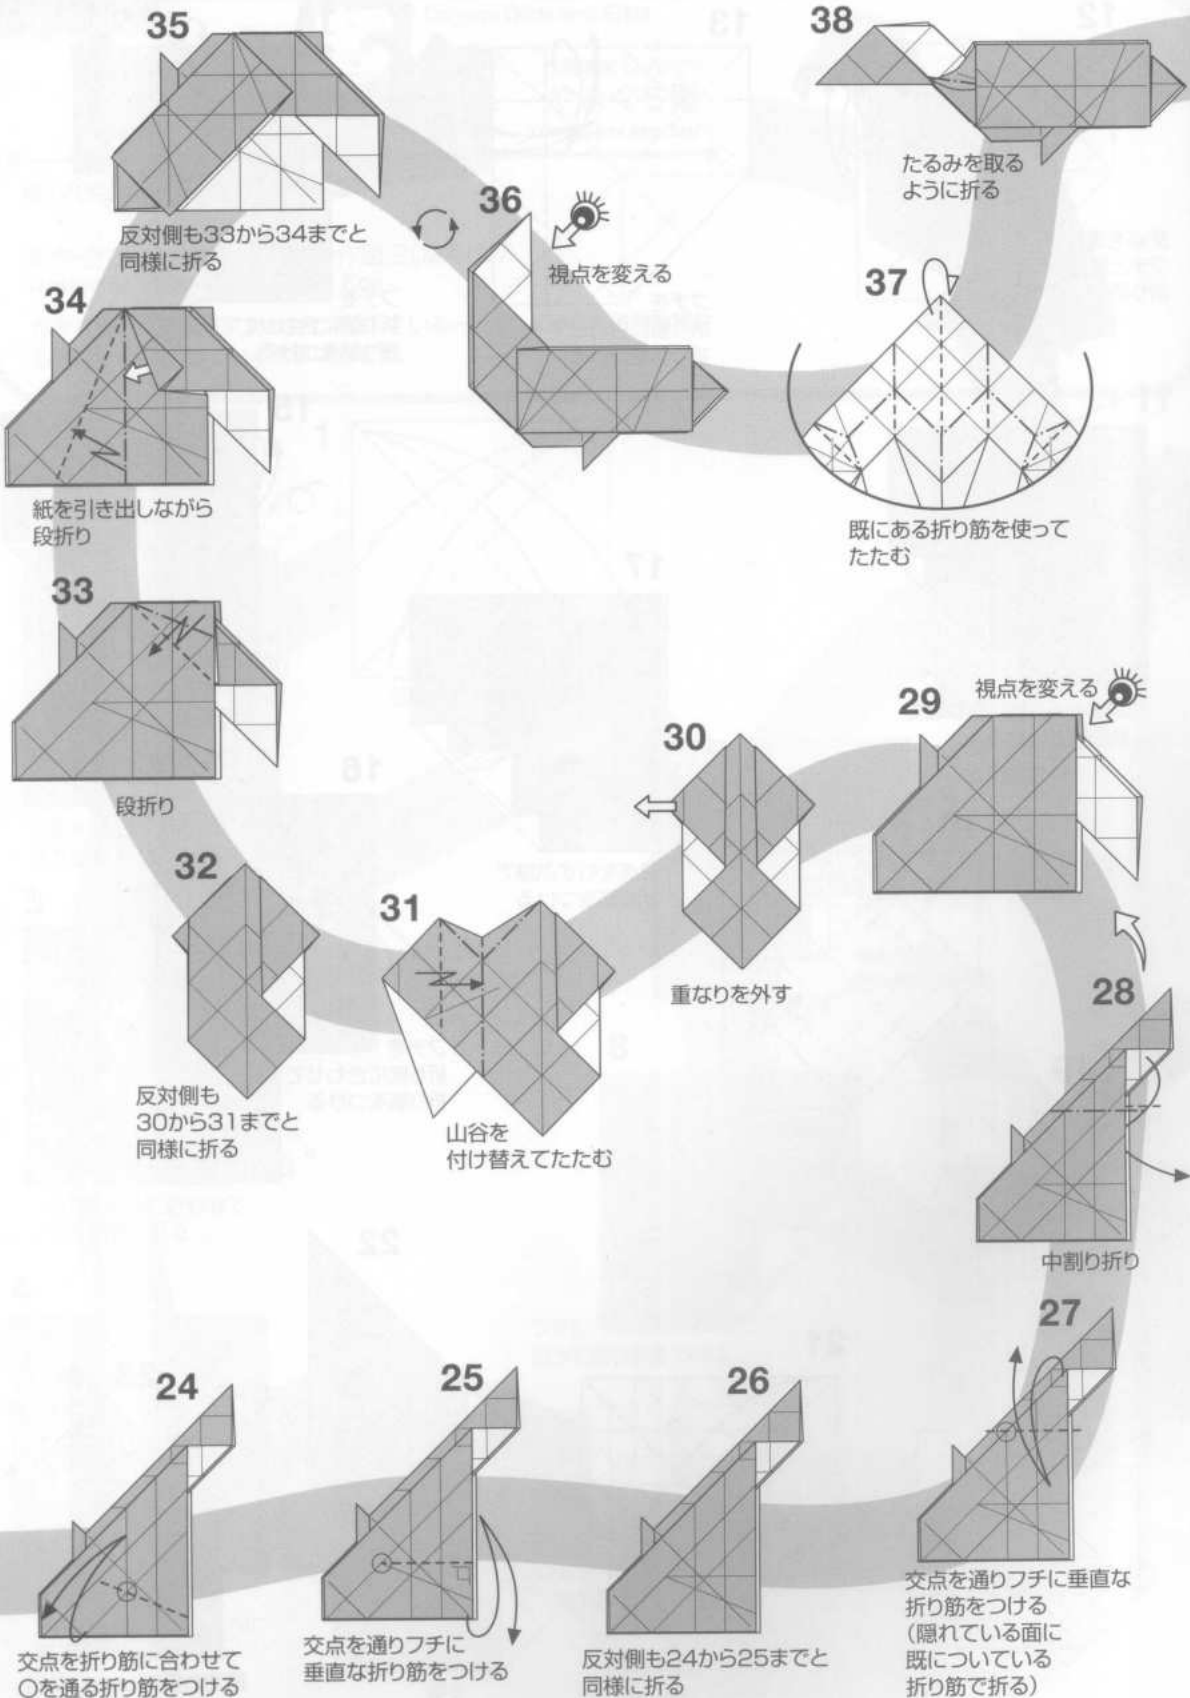 24
交点を折り筋に合わせて
○を通る折り筋をつける
25
交点を通りフチに
垂直な折り筋をつける
26
反対側も24から25までと
同様に折る
27
交点を通りフチに垂直な
折り筋をつける
(隠れている面に
既についている
折り筋で折る)
28
中割り折り
29
視点を変える
30
重なりを外す
31
山谷を
付け替えてたたむ
32
反対側も
30から31までと
同様に折る
33
段折り
34
紙を引き出しながら
段折り
35
反対側も33から34までと
同様に折る
36
視点を変える
37
既にある折り筋を使って
たたむ
38
たるみを取る
ように折る